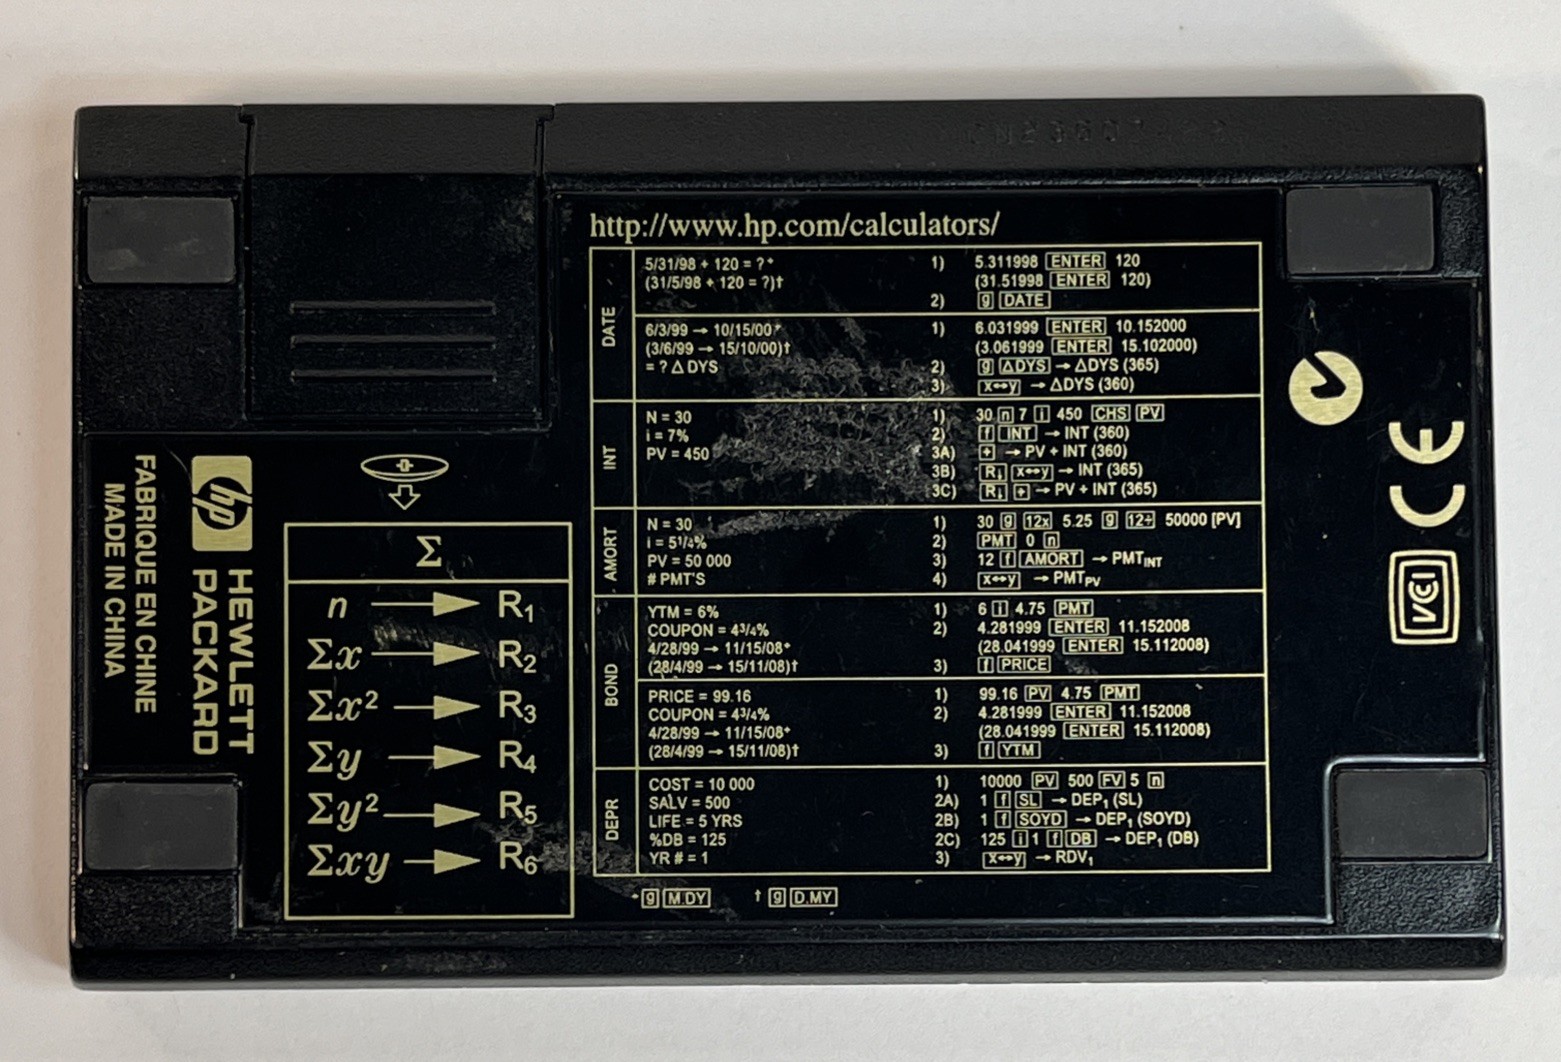 http://www.hp.com/calculators/
DATE
5/31/98 + 120 = ? *
(31/5/98 + 120 = ?)†
1) 5.311998 ENTER 120
(31.51998 ENTER 120)
2) g DATE
6/3/99 → 10/15/00*
(3/6/99 → 15/10/00)†
= ? Δ DYS
1) 6.031999 ENTER 10.152000
(3.061999 ENTER 15.102000)
2) g ΔDYS → ΔDYS (365)
3) x↔y → ΔDYS (360)
INT
N = 30
i = 7%
PV = 450
1) 30 n 7 i 450 CHS PV
2) f INT → INT (360)
3A) + → PV + INT (360)
3B) R↓ x↔y → INT (365)
3C) R↓ + → PV + INT (365)
AMORT
N = 30
i = 5¼%
PV = 50 000
# PMT'S
1) 30 g 12x 5.25 g 12÷ 50000 [PV]
2) PMT 0 n
3) 12 f AMORT → PMT_INT
4) x↔y → PMT_PV
BOND
YTM = 6%
COUPON = 4¾%
4/28/99 → 11/15/08*
(28/4/99 → 15/11/08)†
1) 6 i 4.75 PMT
2) 4.281999 ENTER 11.152008
(28.041999 ENTER 15.112008)
3) f PRICE
PRICE = 99.16
COUPON = 4¾%
4/28/99 → 11/15/08*
(28/4/99 → 15/11/08)†
1) 99.16 PV 4.75 PMT
2) 4.281999 ENTER 11.152008
(28.041999 ENTER 15.112008)
3) f YTM
DEPR
COST = 10 000
SALV = 500
LIFE = 5 YRS
%DB = 125
YR # = 1
1) 10000 PV 500 FV 5 n
2A) 1 f SL → DEP₁ (SL)
2B) 1 f SOYD → DEP₁ (SOYD)
2C) 125 i 1 f DB → DEP₁ (DB)
3) x↔y → RDV₁
* g M.DY † g D.MY
Σ
n → R₁
Σx → R₂
Σx² → R₃
Σy → R₄
Σy² → R₅
Σxy → R₆
hp
HEWLETT
PACKARD
FABRIQUE EN CHINE
MADE IN CHINA
CE
VCI